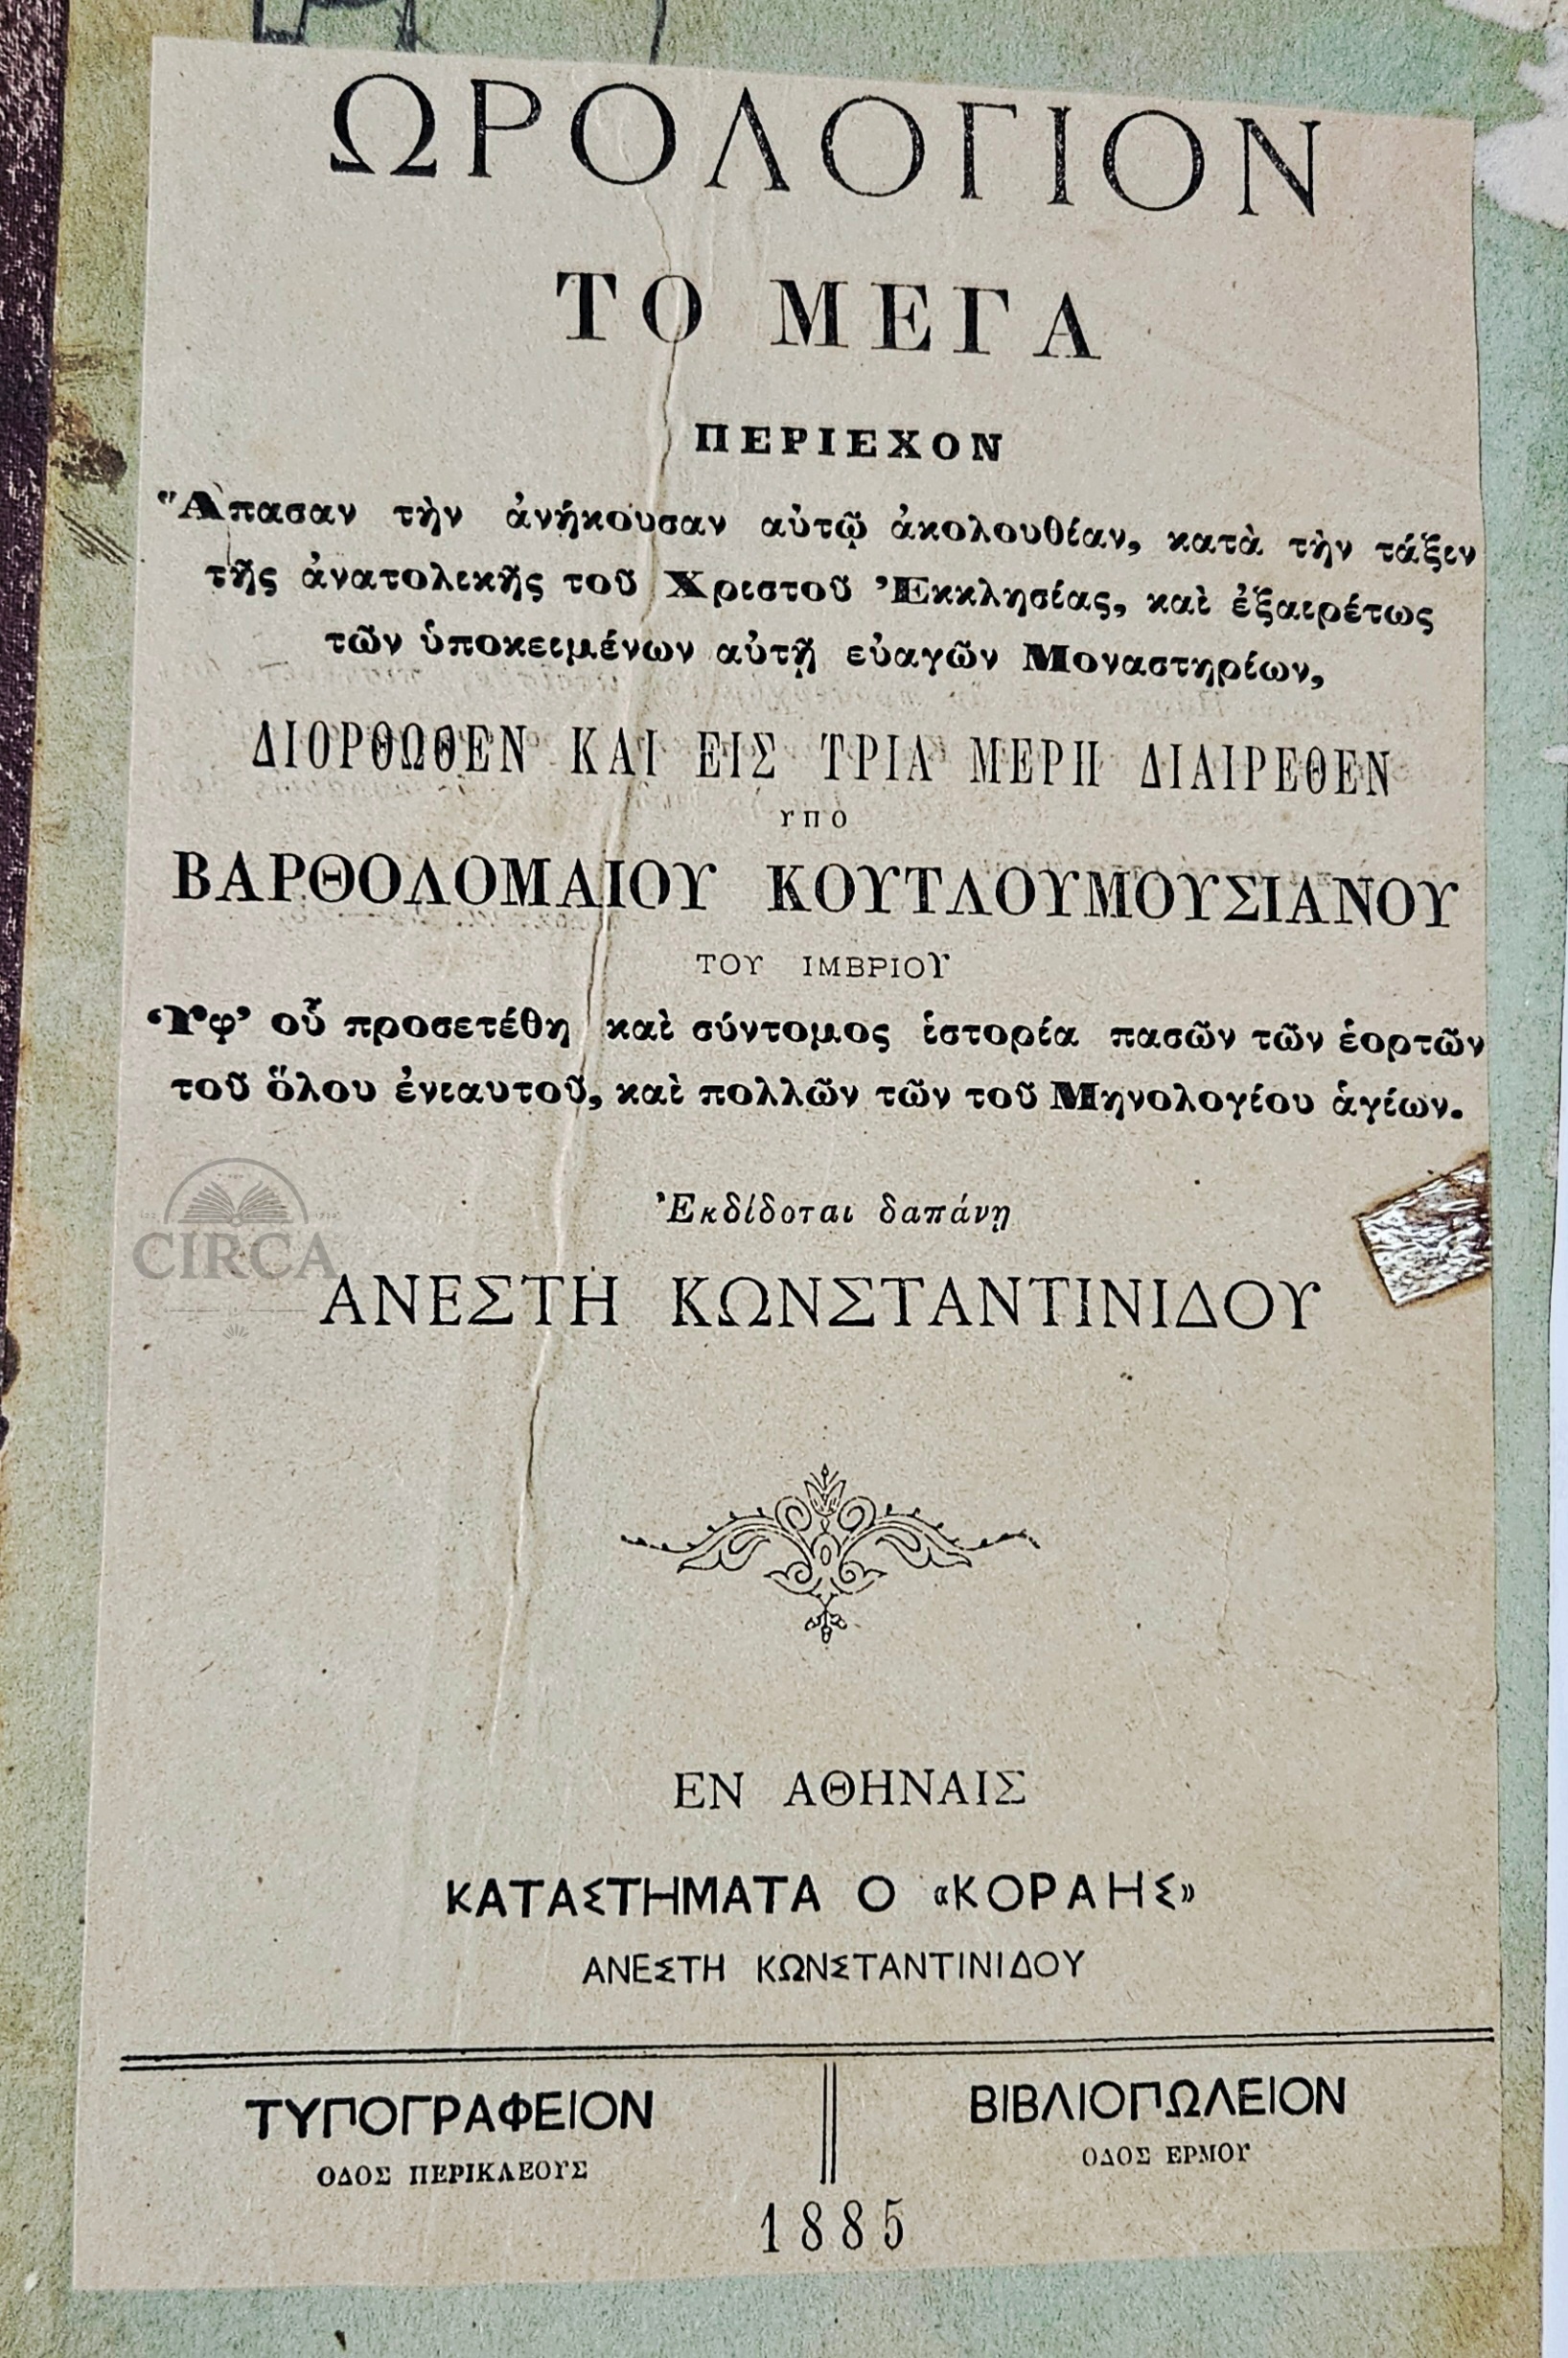 ΩΡΟΛΟΓΙΟΝ
ΤΟ ΜΕΓΑ
ΠΕΡΙΕΧΟΝ
Ἅπασαν τὴν ἀνήκουσαν αὐτῷ ἀκολουθίαν, κατὰ τὴν τάξιν
τῆς ἀνατολικῆς τοῦ Χριστοῦ Ἐκκλησίας, καὶ ἐξαιρέτως
τῶν ὑποκειμένων αὐτῇ εὐαγῶν Μοναστηρίων,
ΔΙΟΡΘΩΘΕΝ ΚΑΙ ΕΙΣ ΤΡΙΑ ΜΕΡΗ ΔΙΑΙΡΕΘΕΝ
ΥΠΟ
ΒΑΡΘΟΛΟΜΑΙΟΥ ΚΟΥΤΛΟΥΜΟΥΣΙΑΝΟΥ
ΤΟΥ ΙΜΒΡΙΟΥ
Ὑφ' οὗ προσετέθη καὶ σύντομος ἱστορία πασῶν τῶν ἑορτῶν
τοῦ ὅλου ἐνιαυτοῦ, καὶ πολλῶν τῶν τοῦ Μηνολογίου ἁγίων.
Ἐκδίδοται δαπάνῃ
CIRCA
ΑΝΕΣΤΗ ΚΩΝΣΤΑΝΤΙΝΙΔΟΥ
ΕΝ ΑΘΗΝΑΙΣ
ΚΑΤΑΣΤΗΜΑΤΑ Ο «ΚΟΡΑΗΣ»
ΑΝΕΣΤΗ ΚΩΝΣΤΑΝΤΙΝΙΔΟΥ
ΤΥΠΟΓΡΑΦΕΙΟΝ
ΟΔΟΣ ΠΕΡΙΚΛΕΟΥΣ
ΒΙΒΛΙΟΠΩΛΕΙΟΝ
ΟΔΟΣ ΕΡΜΟΥ
1885